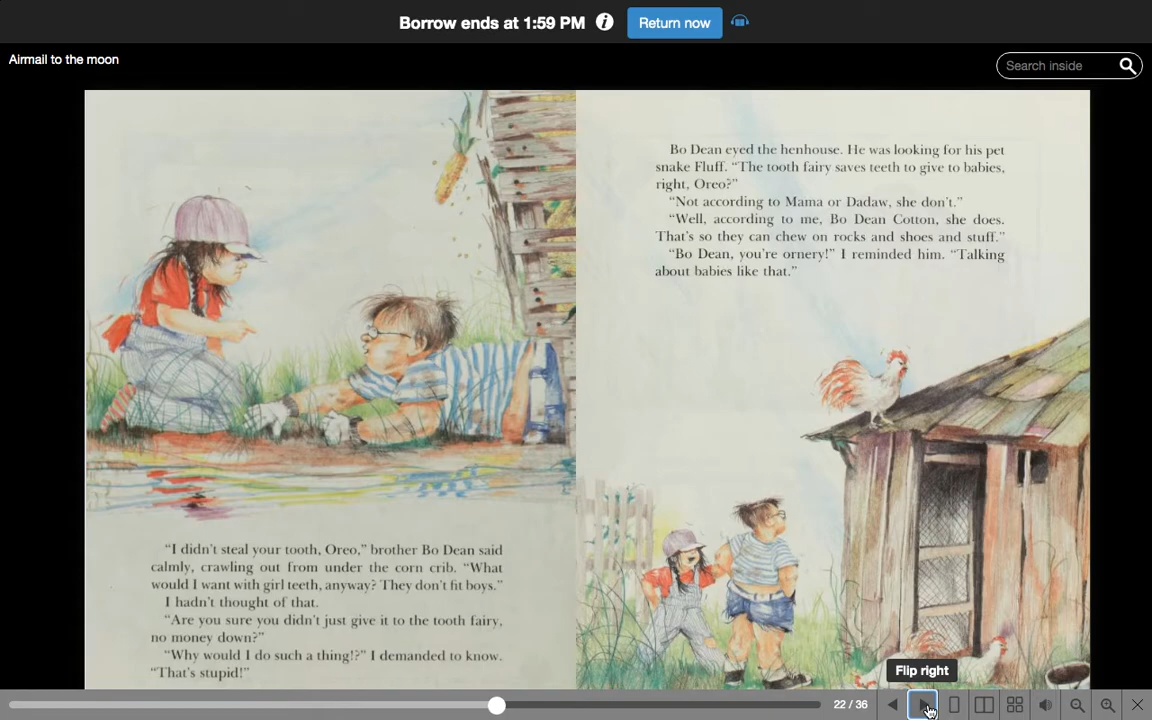 Borrow ends at 1:59 PM i Return now
Airmail to the moon
Search inside
"I didn't steal your tooth, Oreo," brother Bo Dean said
calmly, crawling out from under the corn crib. "What
would I want with girl teeth, anyway? They don't fit boys."
I hadn't thought of that.
"Are you sure you didn't just give it to the tooth fairy,
no money down?"
"Why would I do such a thing!?" I demanded to know.
"That's stupid!"
Bo Dean eyed the henhouse. He was looking for his pet
snake Fluff. "The tooth fairy saves teeth to give to babies,
right, Oreo?"
"Not according to Mama or Dadaw, she don't."
"Well, according to me, Bo Dean Cotton, she does.
That's so they can chew on rocks and shoes and stuff."
"Bo Dean, you're ornery!" I reminded him. "Talking
about babies like that."
Flip right
22 / 36